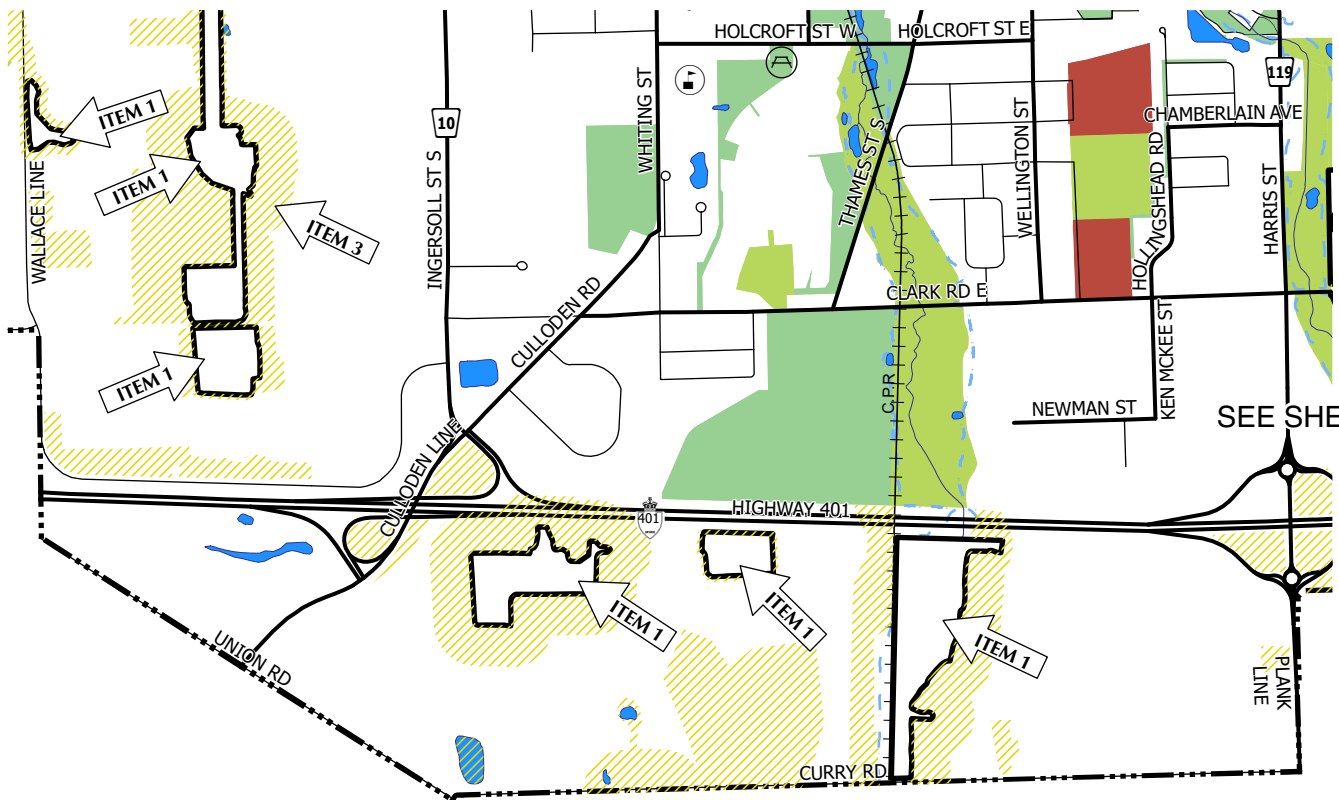 HOLCROFT ST W
HOLCROFT ST E
119
ITEM 1
10
WHITING ST
CHAMBERLAIN AVE
WELLINGTON ST
THAMES ST S
HOLLINGSHEAD RD
HARRIS ST
ITEM 1
WALLACE LINE
INGERSOLL ST S
ITEM 3
CLARK RD E
CULLODEN RD
KEN MCKEE ST
ITEM 1
C.P.R
NEWMAN ST
SEE SHE
CULLODEN LINE
HIGHWAY 401
401
ITEM 1
ITEM 1
ITEM 1
UNION RD
PLANK
LINE
CURRY RD